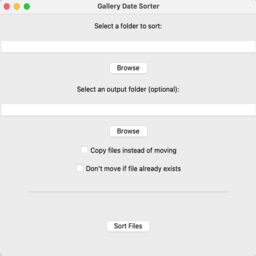 Gallery Date Sorter
Select a folder to sort:
Browse
Select an output folder (optional):
Browse
Copy files instead of moving
Don't move if file already exists
Sort Files